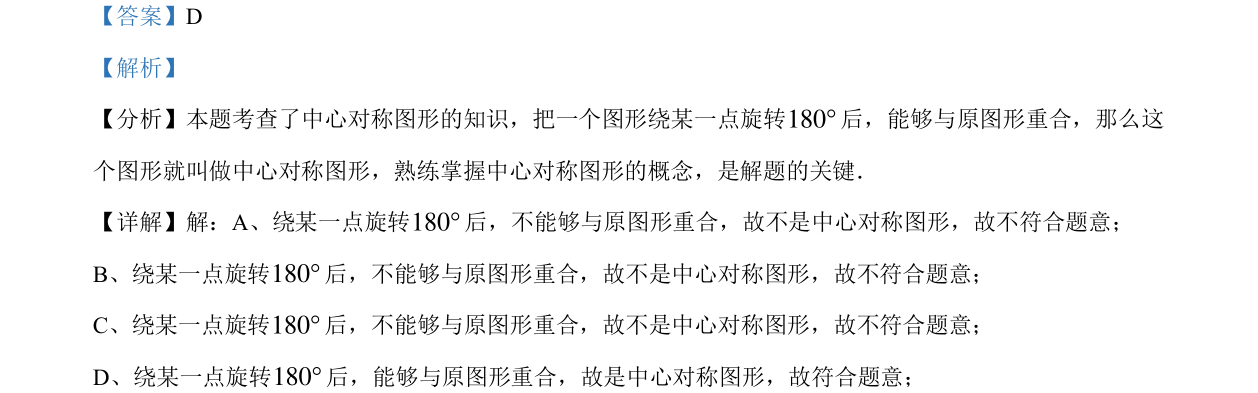 【答案】D
【解析】
【分析】本题考查了中心对称图形的知识，把一个图形绕某一点旋转180°后，能够与原图形重合，那么这
个图形就叫做中心对称图形，熟练掌握中心对称图形的概念，是解题的关键．
【详解】解：A、绕某一点旋转180°后，不能够与原图形重合，故不是中心对称图形，故不符合题意；
B、绕某一点旋转180°后，不能够与原图形重合，故不是中心对称图形，故不符合题意；
C、绕某一点旋转180°后，不能够与原图形重合，故不是中心对称图形，故不符合题意；
D、绕某一点旋转180°后，能够与原图形重合，故是中心对称图形，故符合题意；